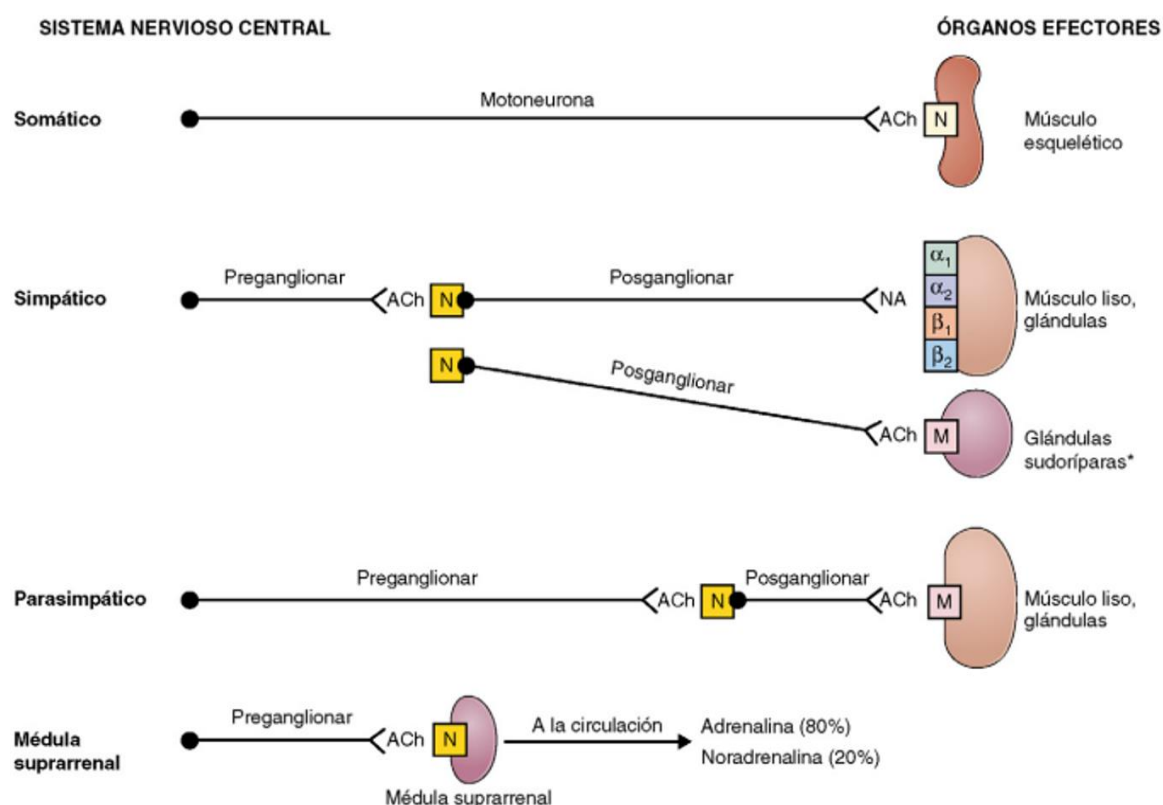 SISTEMA NERVIOSO CENTRAL
ÓRGANOS EFECTORES
Somático
Motoneurona
ACh
N
Músculo
esquelético
Simpático
Preganglionar
ACh
N
Posganglionar
NA
α1
α2
β1
β2
Músculo liso,
glándulas
N
Posganglionar
ACh
M
Glándulas
sudoríparas*
Parasimpático
Preganglionar
ACh
N
Posganglionar
ACh
M
Músculo liso,
glándulas
Médula
suprarrenal
Preganglionar
ACh
N
Médula suprarrenal
A la circulación
Adrenalina (80%)
Noradrenalina (20%)